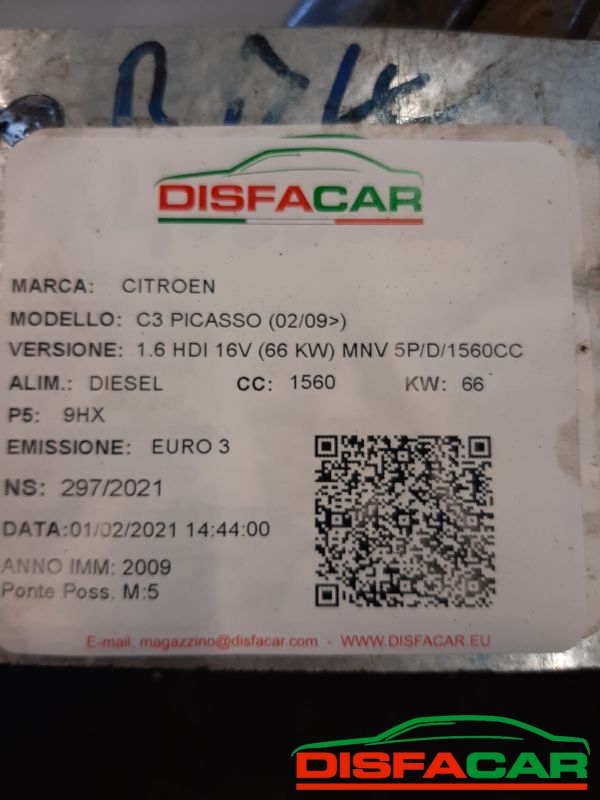 DISFACAR
MARCA: CITROEN
MODELLO: C3 PICASSO (02/09>)
VERSIONE: 1.6 HDI 16V (66 KW) MNV 5P/D/1560CC
ALIM.: DIESEL CC: 1560 KW: 66
P5: 9HX
EMISSIONE: EURO 3
NS: 297/2021
DATA:01/02/2021 14:44:00
ANNO IMM: 2009
Ponte Poss. M:5
E-mail: magazzino@disfacar.com - WWW.DISFACAR.EU
DISFACAR